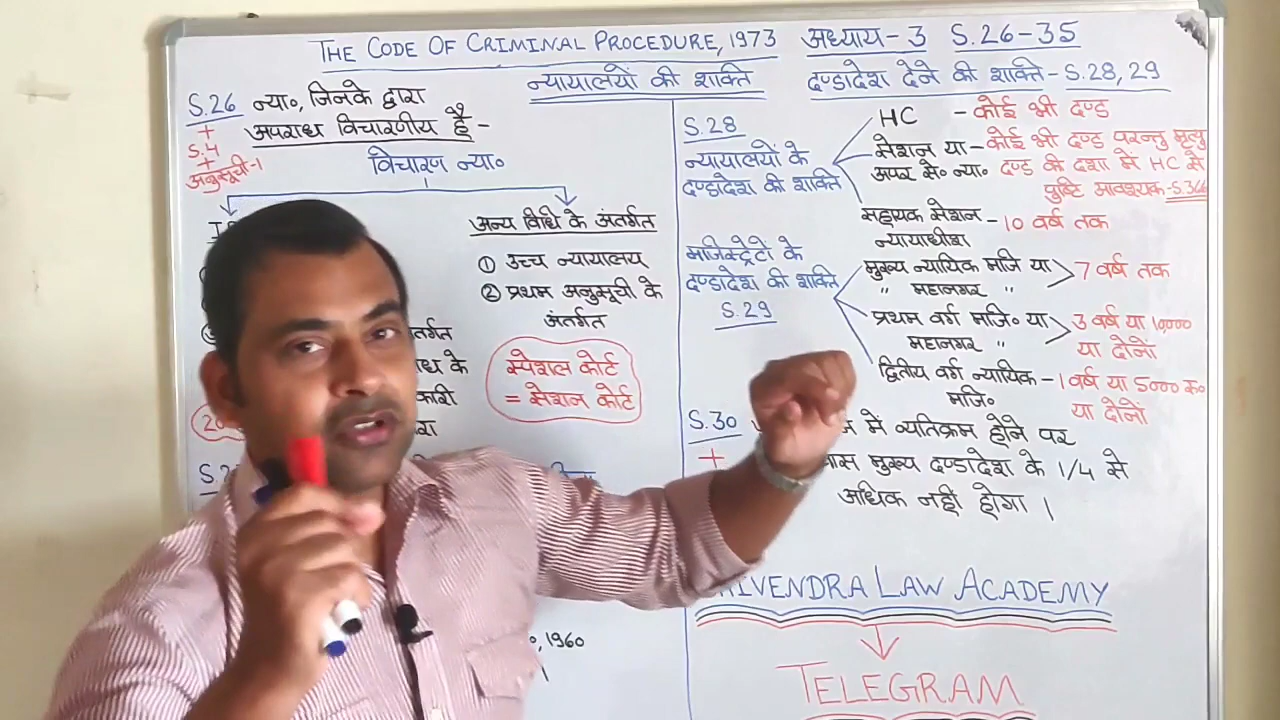 THE CODE OF CRIMINAL PROCEDURE, 1973 अध्याय-3 S.26-35
न्यायालयों की शक्ति
दण्डादेश देने की शक्ति - S.28, 29
S.26 न्या०, जिनके द्वारा
अपराध विचारणीय है -
+
S.4
+
अनुसूची-1
विचारण न्या०
अन्य विधि के अंतर्गत
① उच्च न्यायालय
② प्रथम अनुसूची के
अंतर्गत
स्पेशल कोर्ट
= सेशन कोर्ट
र्गत
ाध के
कारी
रा
1960
S.28
न्यायालयों के
दण्डादेश की शक्ति
HC - कोई भी दण्ड
सेशन या - कोई भी दण्ड परन्तु मृत्यु
अपर से० न्या० दण्ड की दशा में HC से
पुष्टि आवश्यक - S.366
सहायक सेशन - 10 वर्ष तक
न्यायाधीश
मजिस्ट्रेटों के
दण्डादेश की शक्ति
S.29
मुख्य न्यायिक मजि या
" महानगर "
7 वर्ष तक
प्रथम वर्ग मजि० या
महानगर "
3 वर्ष या 10,000
या दोनों
द्वितीय वर्ग न्यायिक - 1 वर्ष या 5000 रु०
मजि०
या दोनों
S.30
+
में व्यतिक्रम होने पर
मुख्य दण्डादेश के 1/4 से
अधिक नहीं होगा ।
RIVENDRA LAW ACADEMY
TELEGRAM